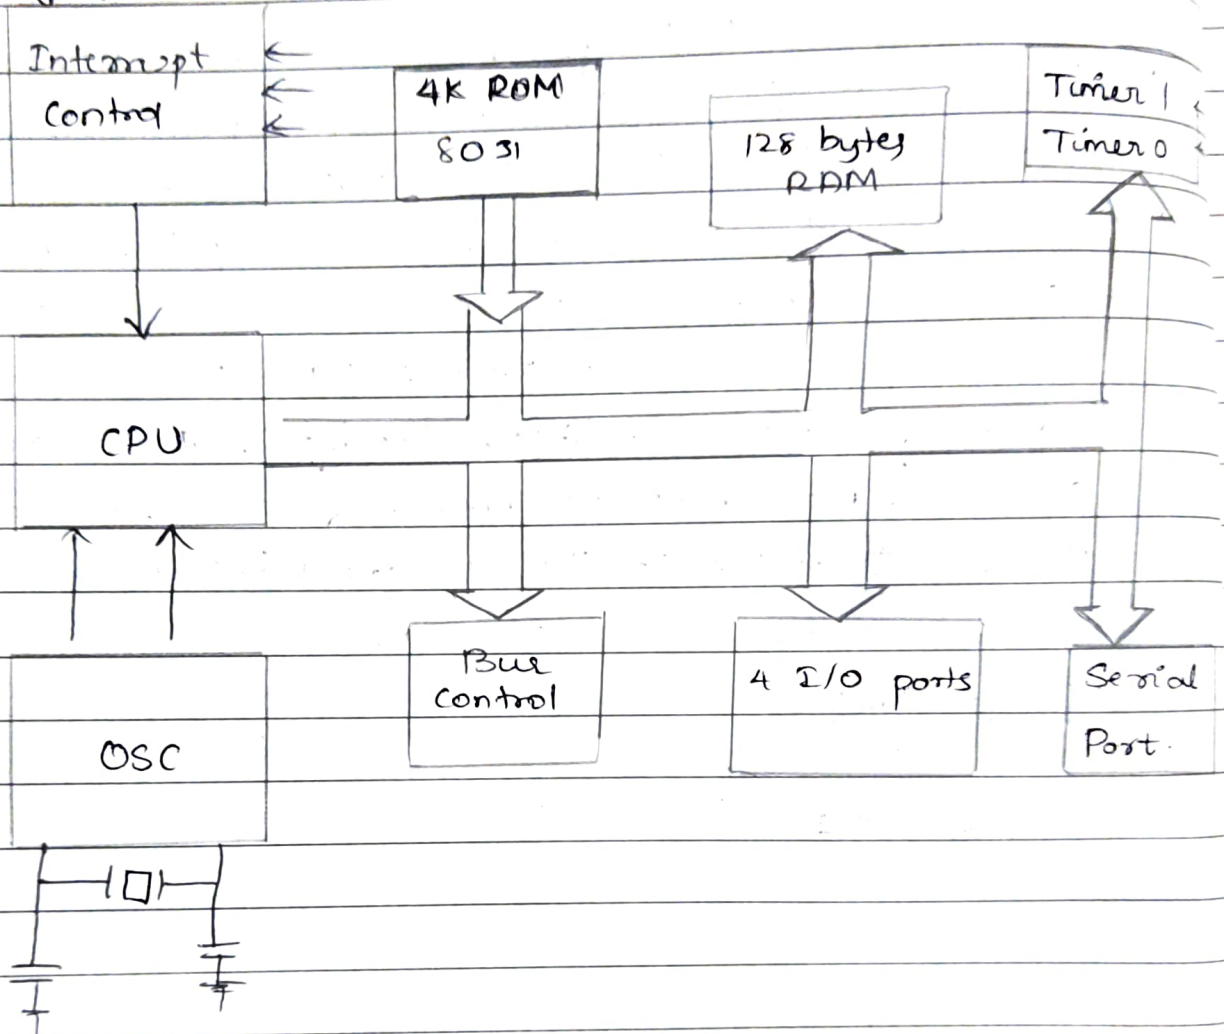 Interrupt
Control
4K ROM
8031
128 bytes
RAM
Timer 1
Timer 0
CPU
Bus
control
4 I/O ports
Serial
Port.
OSC